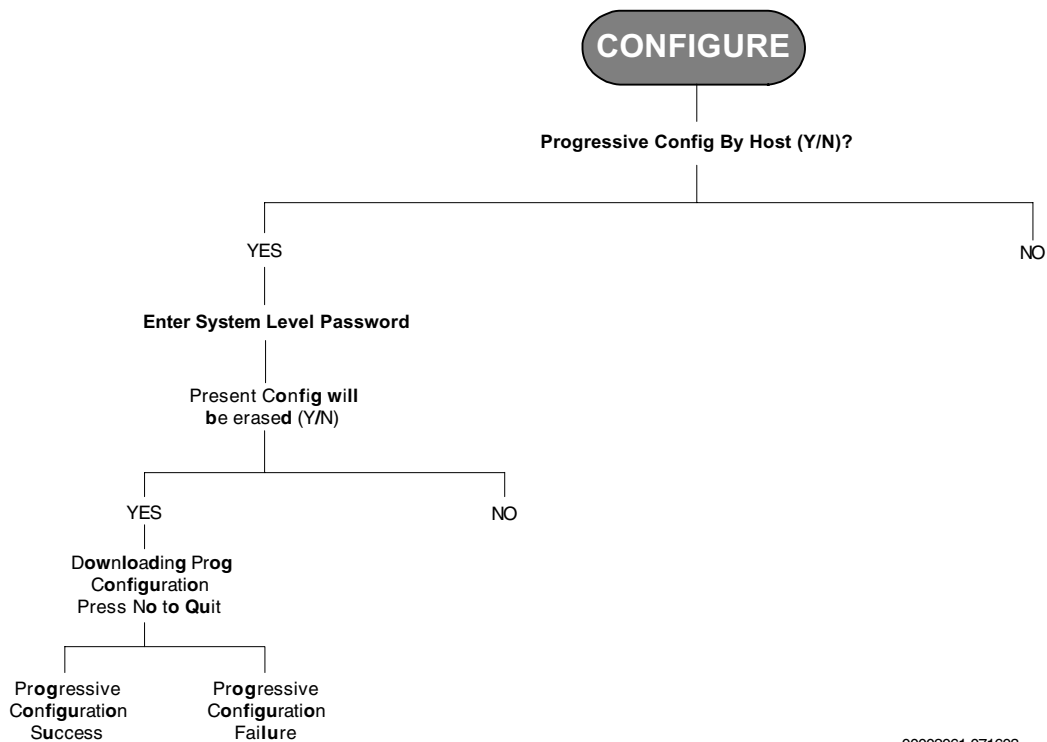 CONFIGURE
Progressive Config By Host (Y/N)?
YES
NO
Enter System Level Password
Present Config will
be erased (Y/N)
YES
NO
Downloading Prog
Configuration
Press No to Quit
Progressive
Configuration
Success
Progressive
Configuration
Failure